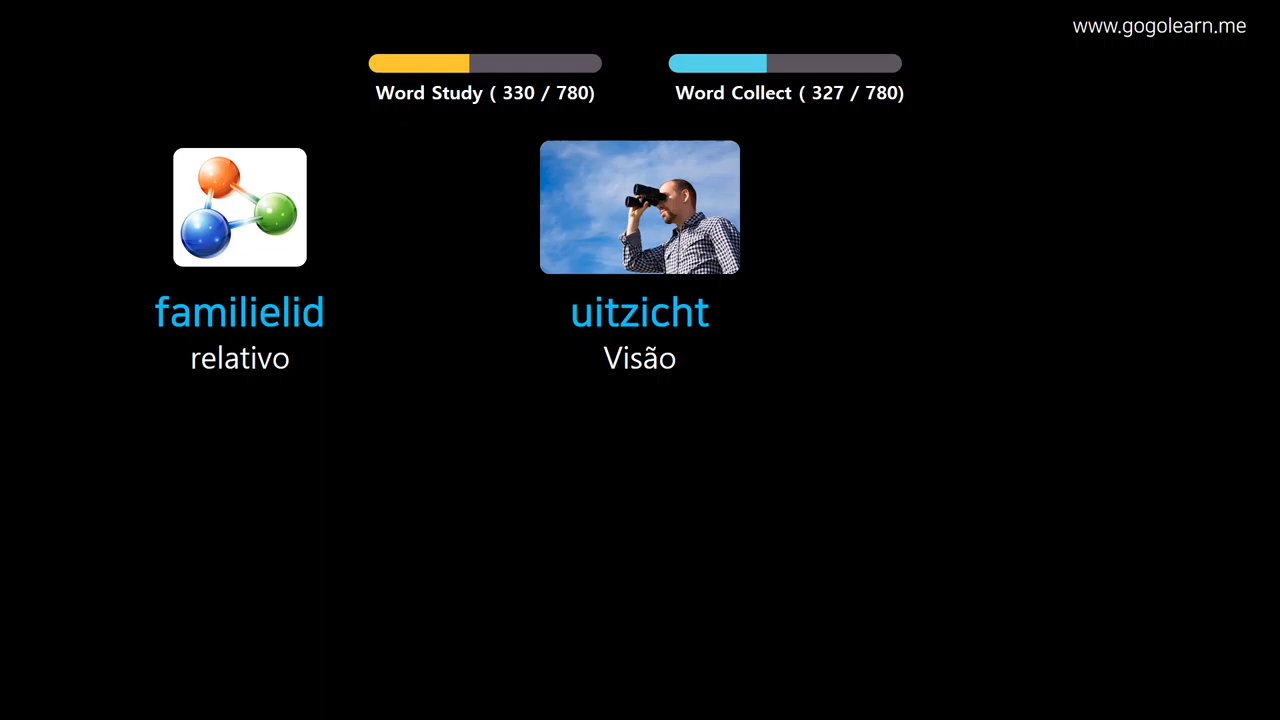 www.gogolearn.me
Word Study ( 330 / 780)
Word Collect ( 327 / 780)
familielid
relativo
uitzicht
Visão